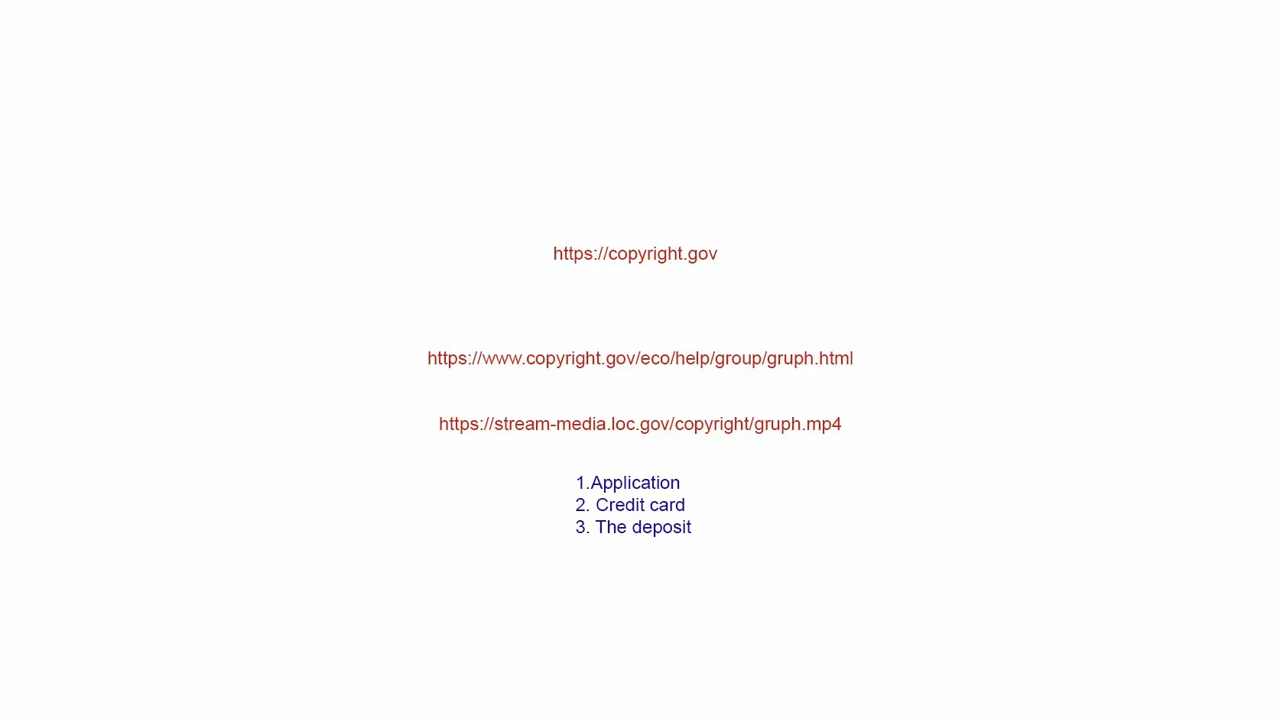 https://copyright.gov
https://www.copyright.gov/eco/help/group/gruph.html
https://stream-media.loc.gov/copyright/gruph.mp4
1.Application
2. Credit card
3. The deposit